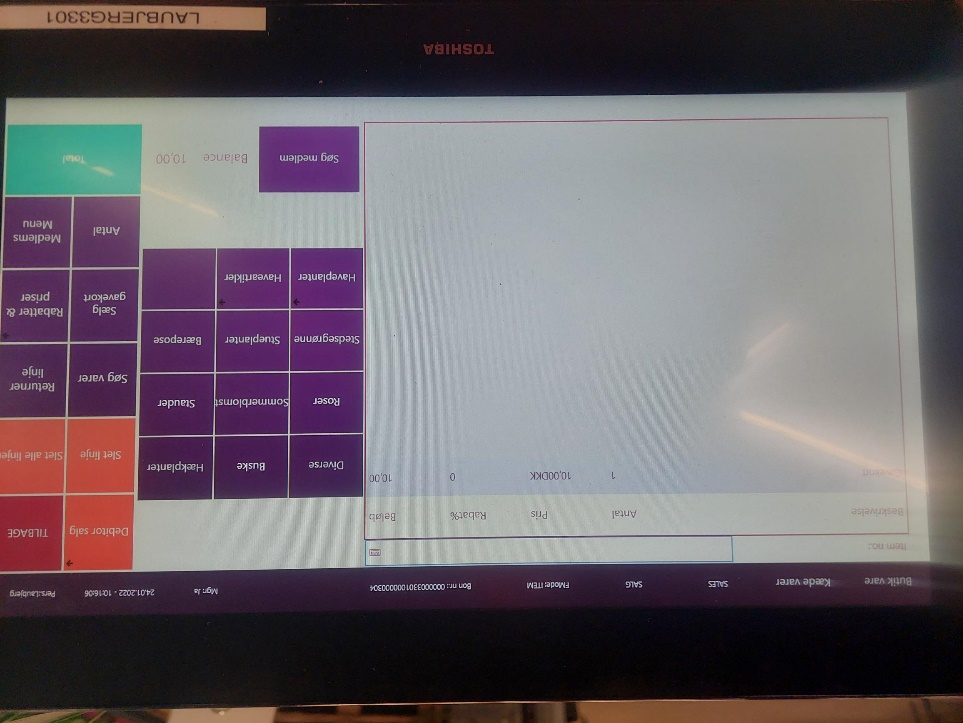 Butik vare Kæde varer SALES SALG FMode: ITEM Bon nr.: 000000330100000300304 Mgr: Ja 24.01.2022 - 10:16:06 Pers:Laubjerg
Item no.:
Beskrivelse Antal Pris Rabat% Beløb
1 10,00DKK 0 10,00
Diverse Buske Hækplanter
Roser Sommerblomst Stauder
Stedsegrønne Stueplanter Bærepose
Haveplanter Haveartikler
Søg medlem Balance 10,00
Debitor salg TILBAGE
Slet linje Slet alle linjer
Søg varer Returner linje
Sælg gavekort Rabatter & priser
Antal Medlems Menu
Total
TOSHIBA
LAUBJERG3301